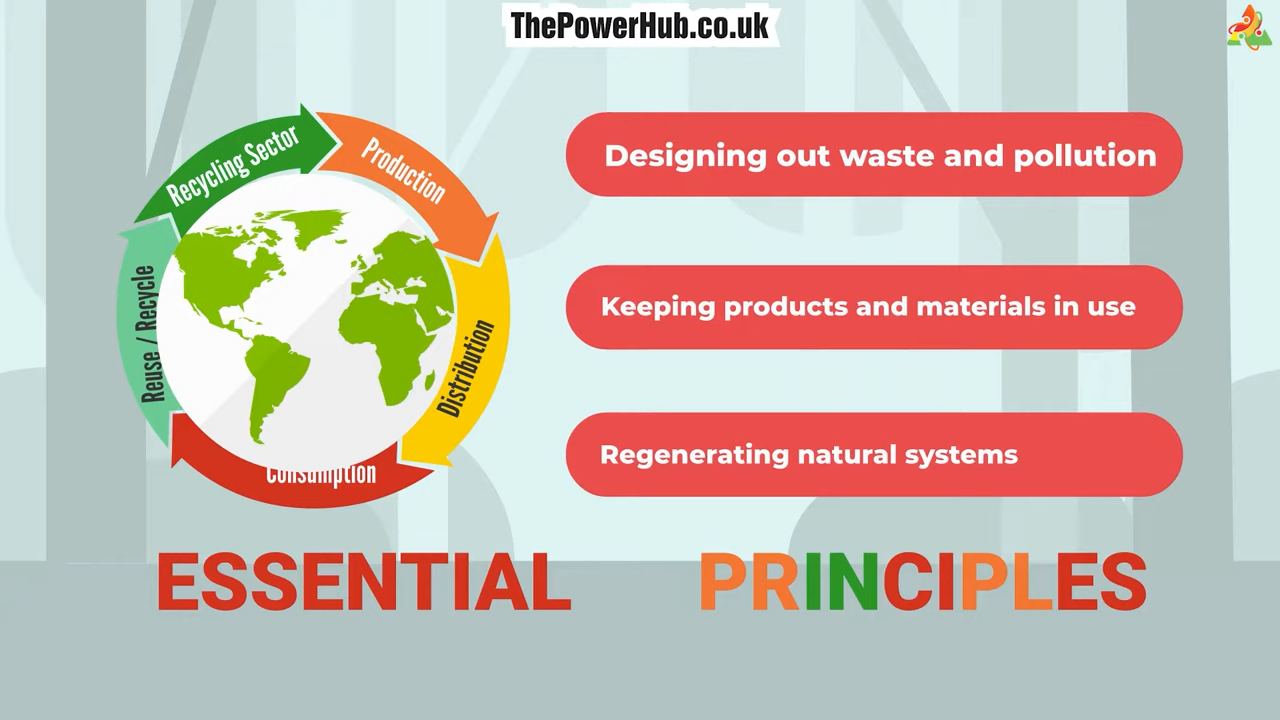 ThePowerHub.co.uk
Recycling Sector
Production
Distribution
Consumption
Reuse / Recycle
Designing out waste and pollution
Keeping products and materials in use
Regenerating natural systems
ESSENTIAL PRINCIPLES